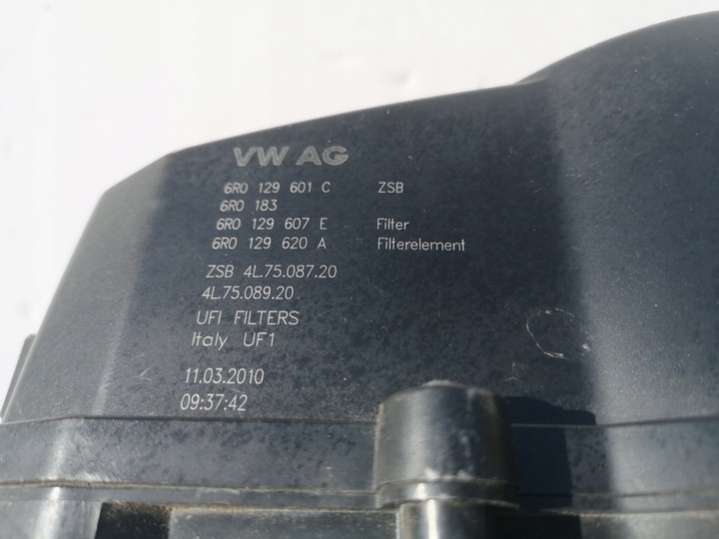 VW AG
6R0 129 601 C ZSB
6R0 183
6R0 129 607 E Filter
6R0 129 620 A Filterelement
ZSB 4L.75.087.20
4L.75.089.20
UFI FILTERS
Italy UF1
11.03.2010
09:37:42